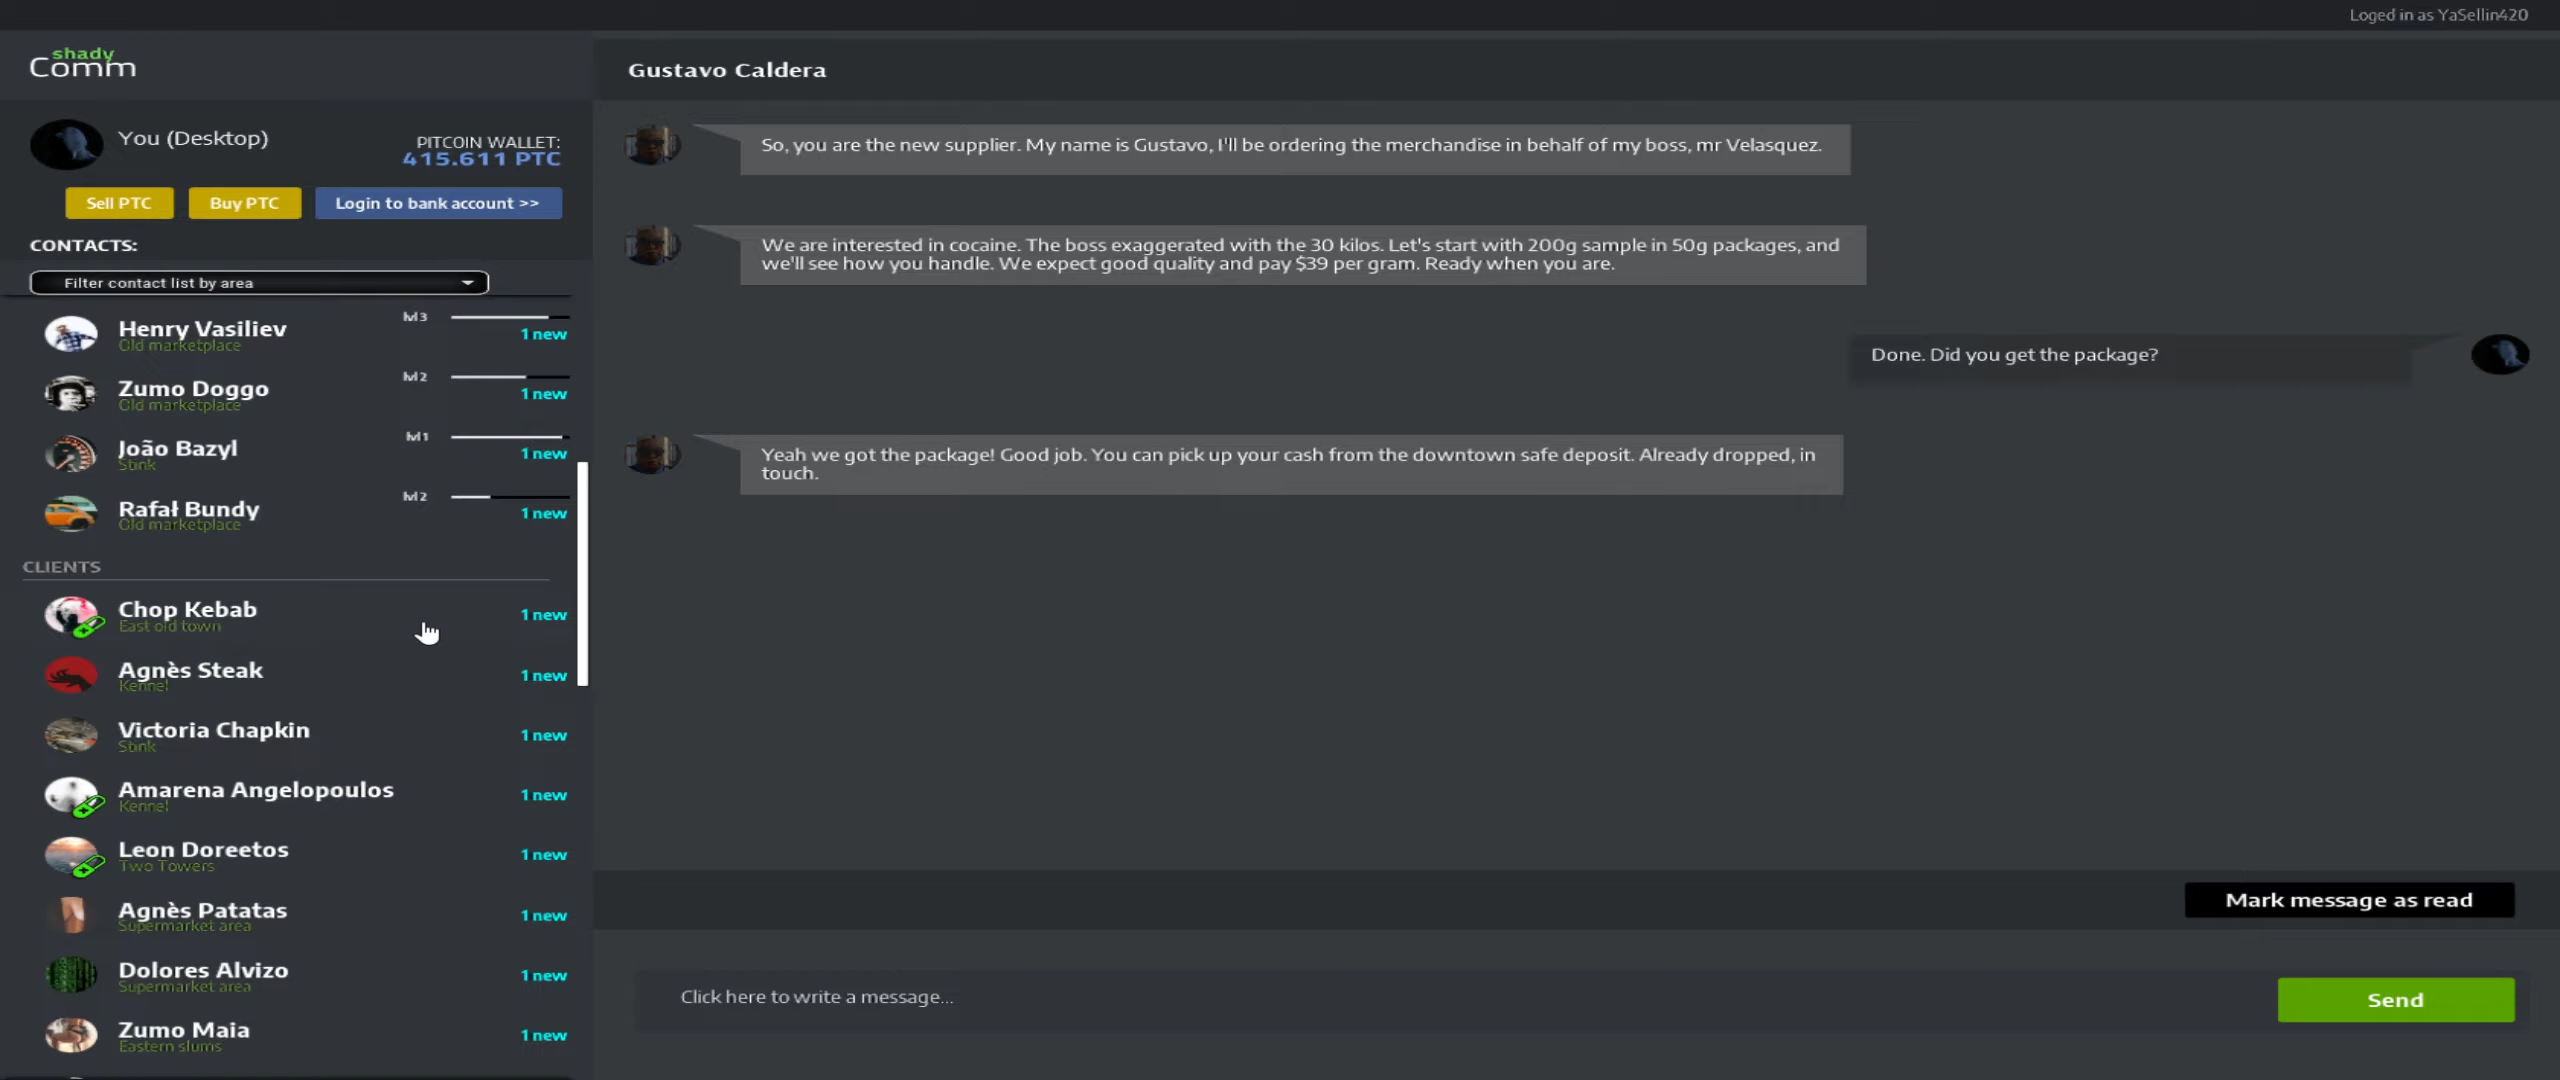 Loged in as YaSellin420
shady
Comm
You (Desktop)
PITCOIN WALLET:
415.611 PTC
Sell PTC
Buy PTC
Login to bank account >>
CONTACTS:
Filter contact list by area
Henry Vasiliev
Old marketplace
lvl3
1 new
Zumo Doggo
Old marketplace
lvl2
1 new
João Bazyl
Stink
lvl1
1 new
Rafał Bundy
Old marketplace
lvl2
1 new
CLIENTS
Chop Kebab
East old town
1 new
Agnès Steak
Kennel
1 new
Victoria Chapkin
Stink
1 new
Amarena Angelopoulos
Kennel
1 new
Leon Doreetos
Two Towers
1 new
Agnès Patatas
Supermarket area
1 new
Dolores Alvizo
Supermarket area
1 new
Zumo Maia
Eastern slums
1 new
Gustavo Caldera
So, you are the new supplier. My name is Gustavo, I'll be ordering the merchandise in behalf of my boss, mr Velasquez.
We are interested in cocaine. The boss exaggerated with the 30 kilos. Let's start with 200g sample in 50g packages, and
we'll see how you handle. We expect good quality and pay $39 per gram. Ready when you are.
Done. Did you get the package?
Yeah we got the package! Good job. You can pick up your cash from the downtown safe deposit. Already dropped, in
touch.
Mark message as read
Click here to write a message...
Send